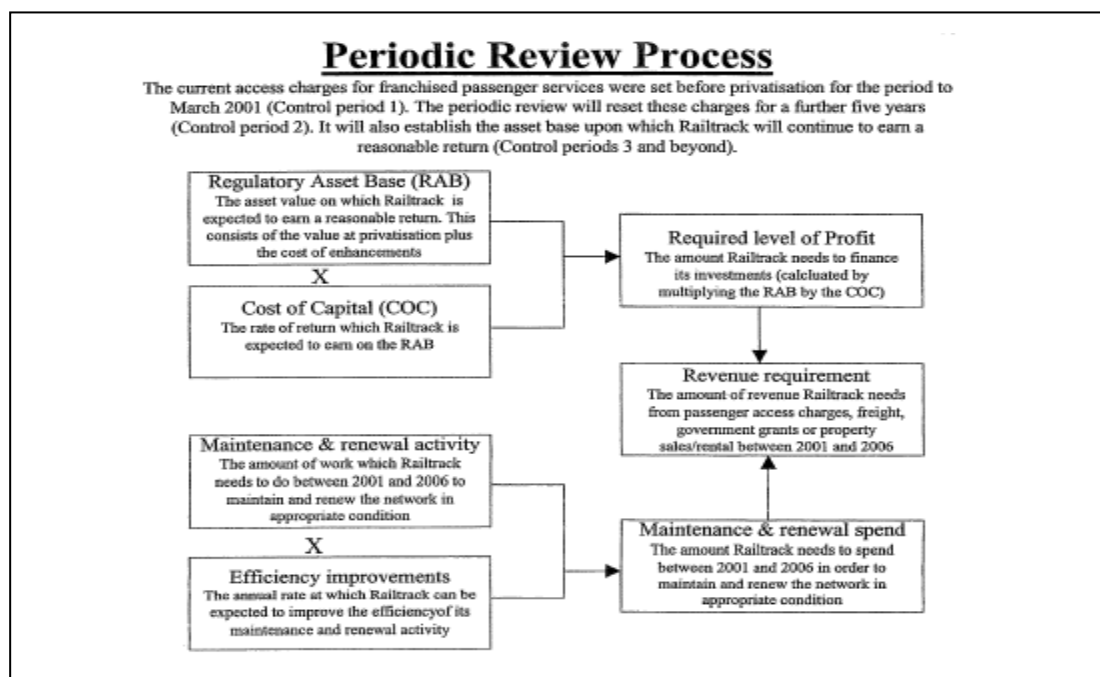 Periodic Review Process
The current access charges for franchised passenger services were set before privatisation for the period to
March 2001 (Control period 1). The periodic review will reset these charges for a further five years
(Control period 2). It will also establish the asset base upon which Railtrack will continue to earn a
reasonable return (Control periods 3 and beyond).
Regulatory Asset Base (RAB)
The asset value on which Railtrack is
expected to earn a reasonable return. This
consists of the value at privatisation plus
the cost of enhancements
X
Cost of Capital (COC)
The rate of return which Railtrack is
expected to earn on the RAB
Required level of Profit
The amount Railtrack needs to finance
its investments (calcluated by
multiplying the RAB by the COC)
Revenue requirement
The amount of revenue Railtrack needs
from passenger access charges, freight,
government grants or property
sales/rental between 2001 and 2006
Maintenance & renewal activity
The amount of work which Railtrack
needs to do between 2001 and 2006 to
maintain and renew the network in
appropriate condition
X
Efficiency improvements
The annual rate at which Railtrack can be
expected to improve the efficiencyof its
maintenance and renewal activity
Maintenance & renewal spend
The amount Railtrack needs to spend
between 2001 and 2006 in order to
maintain and renew the network in
appropriate condition